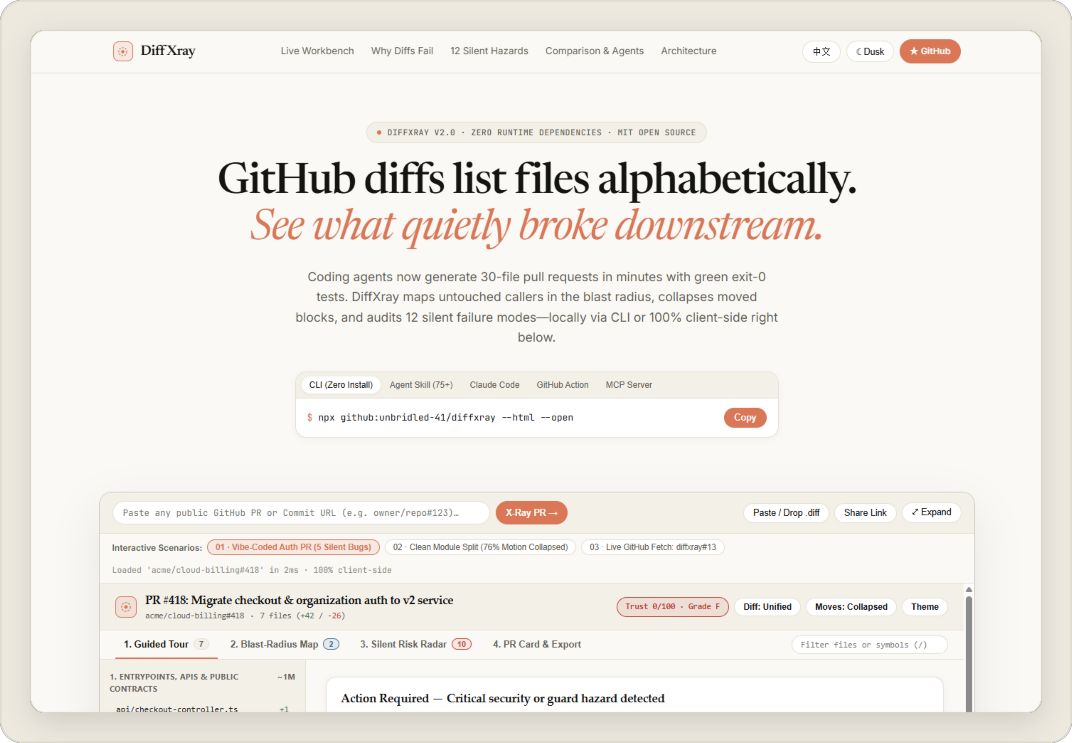 DiffXray
Live Workbench Why Diffs Fail 12 Silent Hazards Comparison & Agents Architecture
中文 ☾ Dusk ★ GitHub
DIFFXRAY V2.0 · ZERO RUNTIME DEPENDENCIES · MIT OPEN SOURCE
GitHub diffs list files alphabetically.
See what quietly broke downstream.
Coding agents now generate 30-file pull requests in minutes with green exit-0
tests. DiffXray maps untouched callers in the blast radius, collapses moved
blocks, and audits 12 silent failure modes—locally via CLI or 100% client-side right
below.
CLI (Zero Install) Agent Skill (75+) Claude Code GitHub Action MCP Server
$ npx github:unbridled-41/diffxray --html --open Copy
Paste any public GitHub PR or Commit URL (e.g. owner/repo#123)… X-Ray PR → Paste / Drop .diff Share Link ⤢ Expand
Interactive Scenarios: 01 · Vibe-Coded Auth PR (5 Silent Bugs) 02 · Clean Module Split (76% Motion Collapsed) 03 · Live GitHub Fetch: diffxray#13
Loaded 'acme/cloud-billing#418' in 2ms · 100% client-side
PR #418: Migrate checkout & organization auth to v2 service
acme/cloud-billing#418 · 7 files (+42 / -26)
Trust 0/100 · Grade F Diff: Unified Moves: Collapsed Theme
1. Guided Tour 7 2. Blast-Radius Map 2 3. Silent Risk Radar 10 4. PR Card & Export Filter files or symbols (/)
1. ENTRYPOINTS, APIS & PUBLIC CONTRACTS ~1M
api/checkout-controller.ts +1
Action Required — Critical security or guard hazard detected